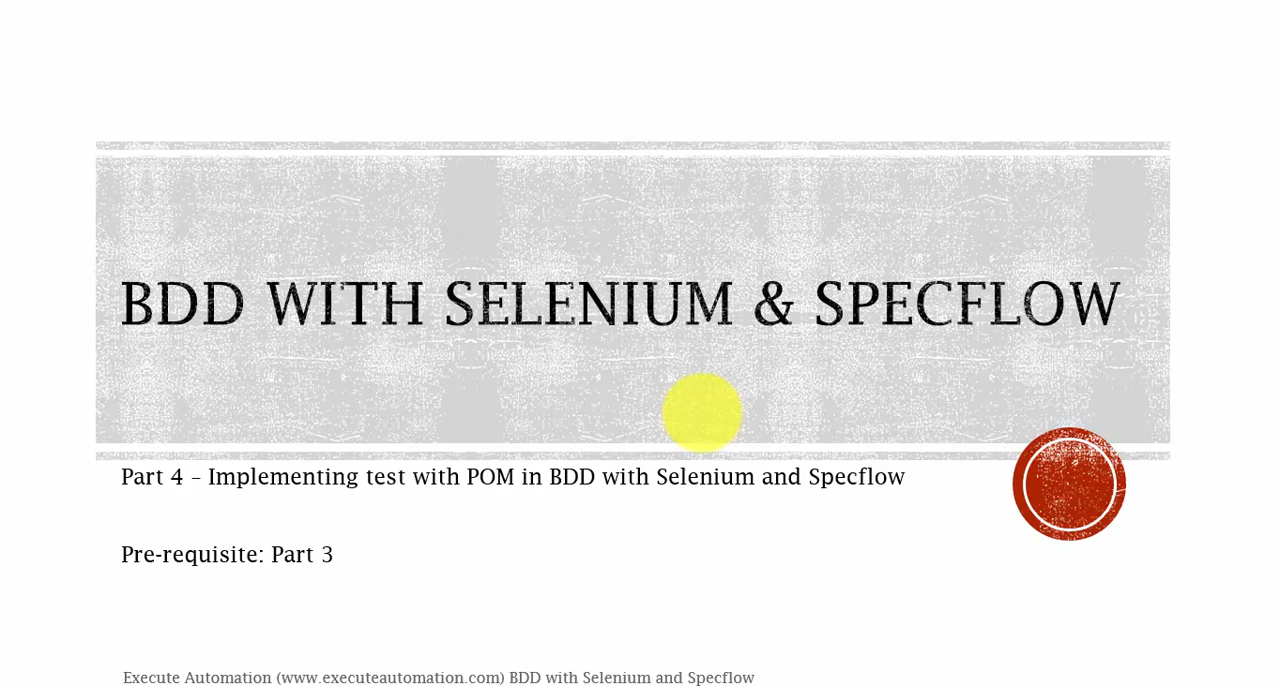 BDD WITH SELENIUM & SPECFLOW
Part 4 – Implementing test with POM in BDD with Selenium and Specflow
Pre-requisite: Part 3
Execute Automation (www.executeautomation.com) BDD with Selenium and Specflow